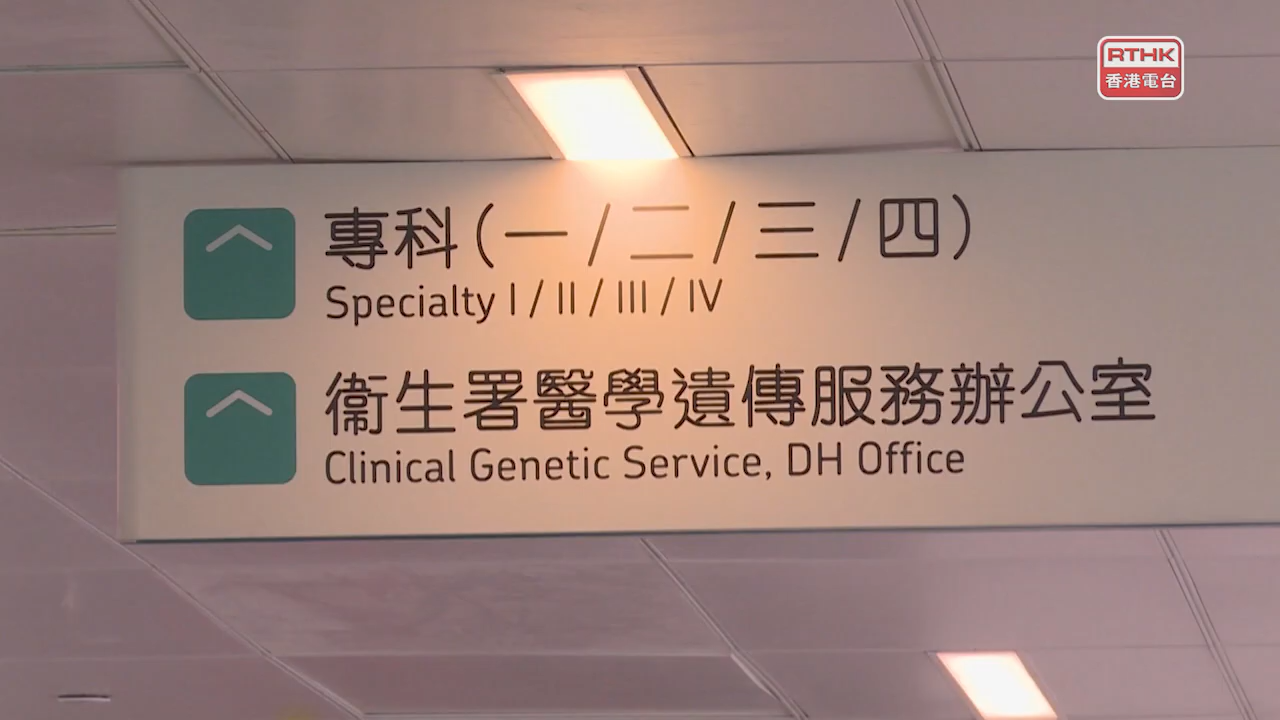 RTHK
香港電台
專科(一/二/三/四)
Specialty I / II / III / IV
衞生署醫學遺傳服務辦公室
Clinical Genetic Service, DH Office